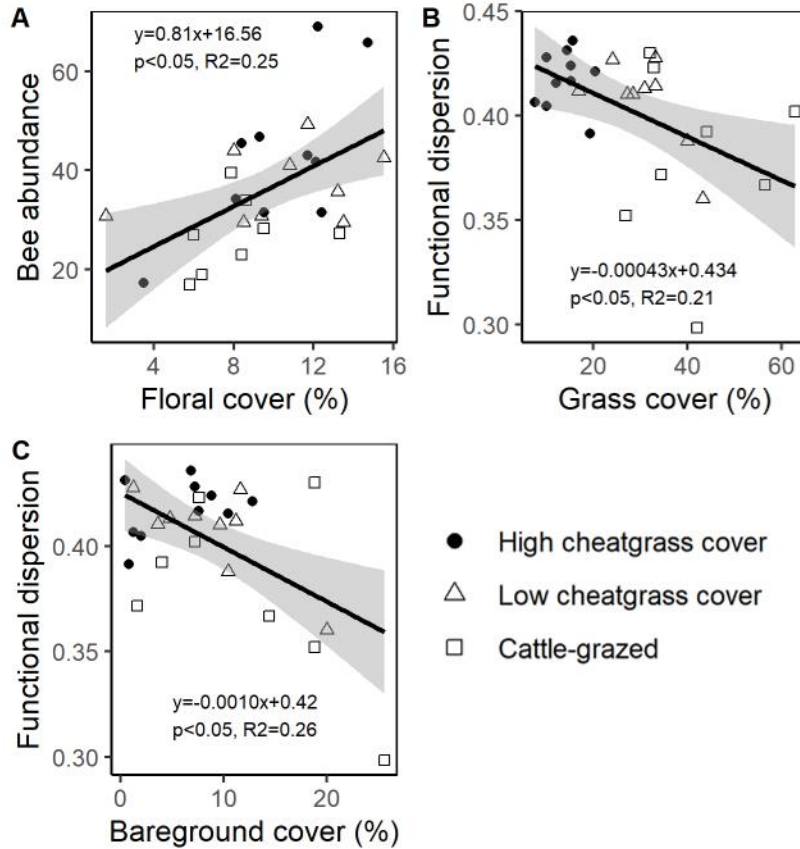 A
y=0.81x+16.56
p<0.05, R2=0.25
Bee abundance
60
40
20
4 8 12 16
Floral cover (%)
B
0.45
0.40
0.35
0.30
Functional dispersion
y=-0.00043x+0.434
p<0.05, R2=0.21
20 40 60
Grass cover (%)
C
Functional dispersion
0.40
0.35
0.30
y=-0.0010x+0.42
p<0.05, R2=0.26
0 10 20
Bareground cover (%)
High cheatgrass cover
Low cheatgrass cover
Cattle-grazed